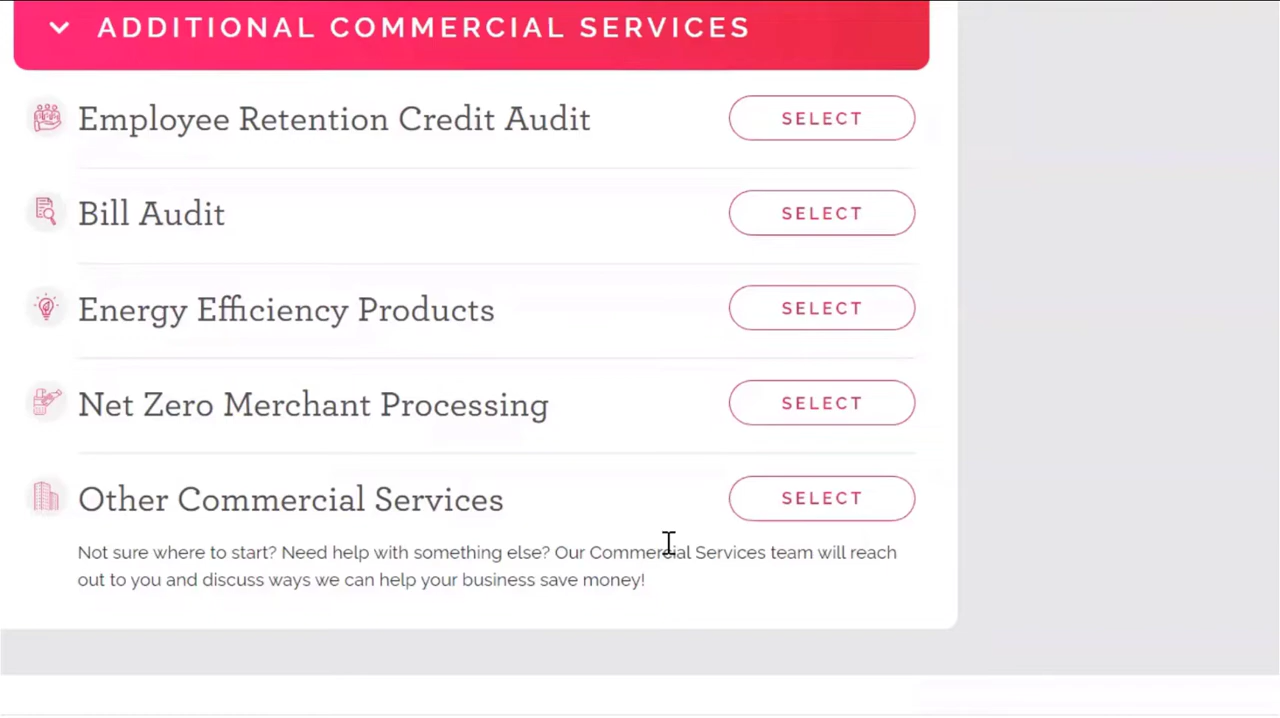 ADDITIONAL COMMERCIAL SERVICES
Employee Retention Credit Audit
SELECT
Bill Audit
SELECT
Energy Efficiency Products
SELECT
Net Zero Merchant Processing
SELECT
Other Commercial Services
SELECT
Not sure where to start? Need help with something else? Our Commercial Services team will reach
out to you and discuss ways we can help your business save money!